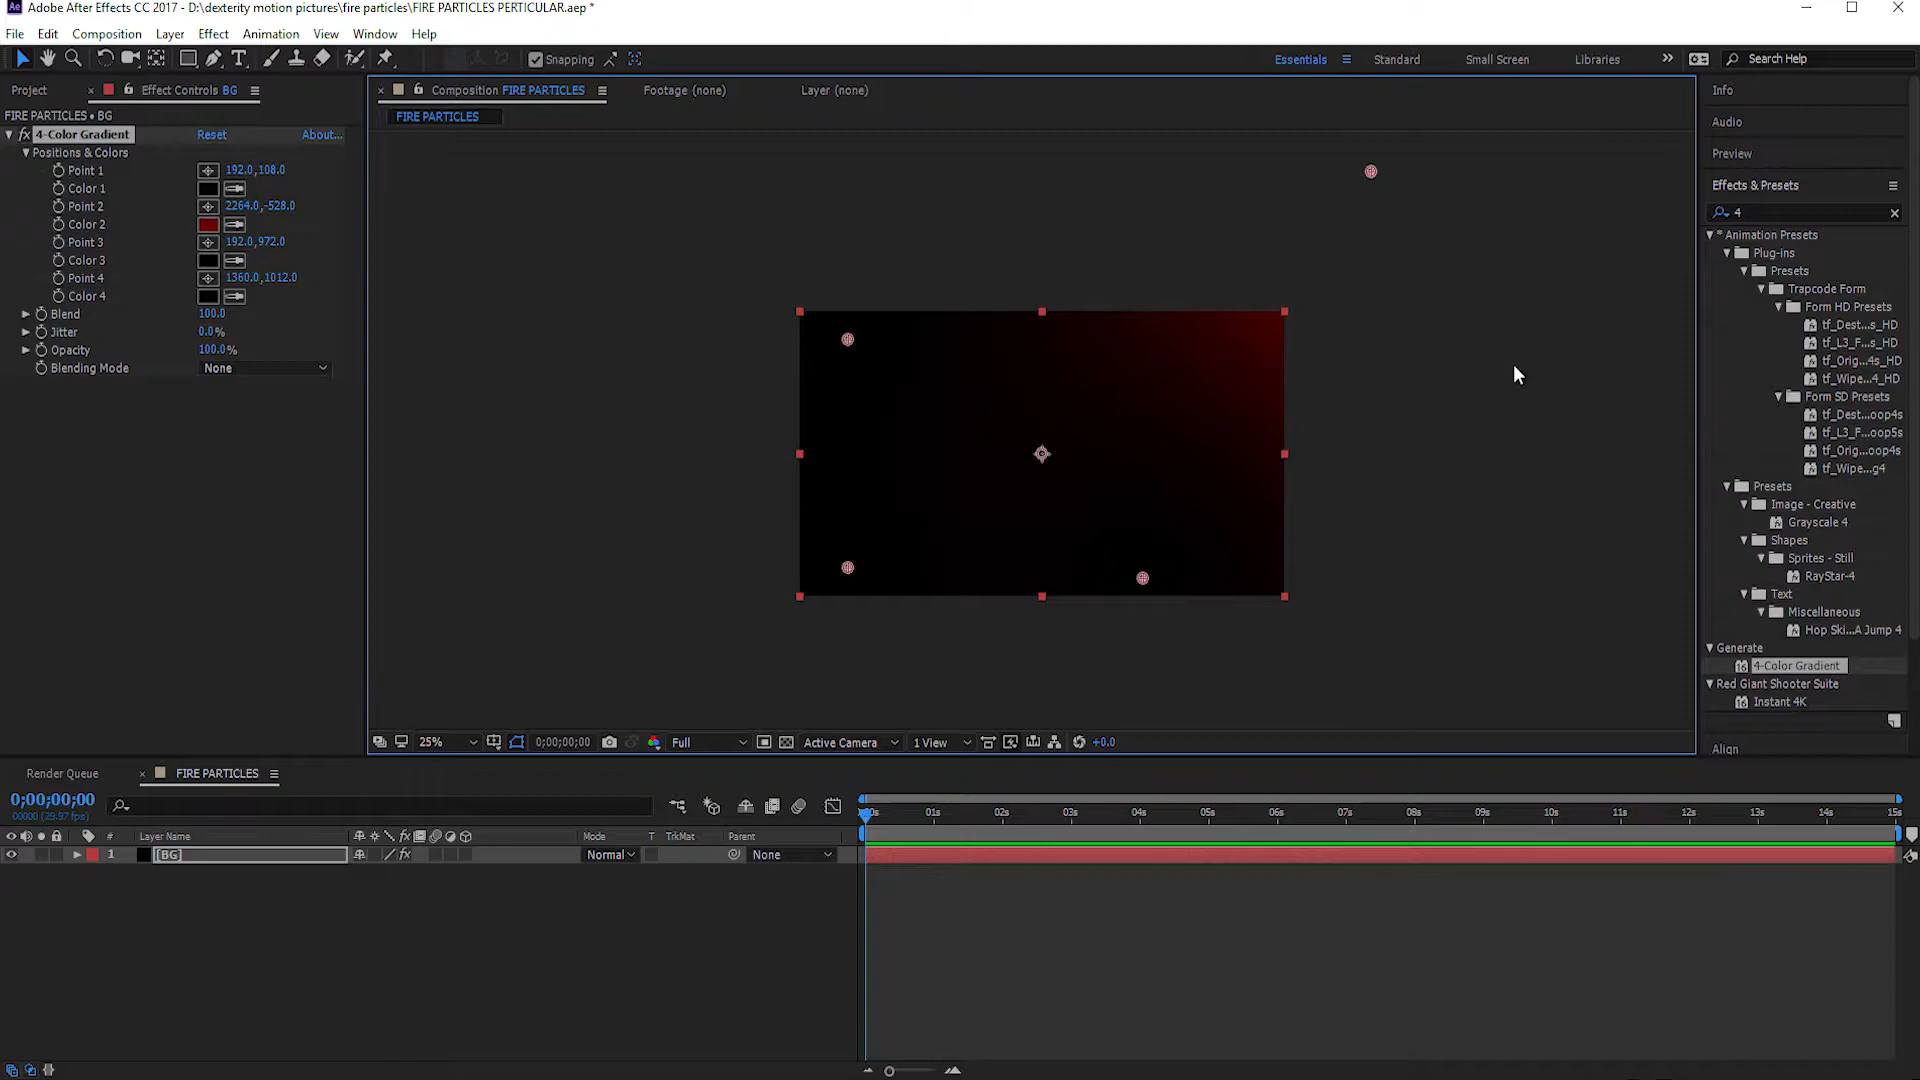 Adobe After Effects CC 2017 - D:\dexterity motion pictures\fire particles\FIRE PARTICLES PERTICULAR.aep *
File Edit Composition Layer Effect Animation View Window Help
Snapping Essentials Standard Small Screen Libraries Search Help
Project Effect Controls BG
FIRE PARTICLES • BG
fx 4-Color Gradient Reset About...
Positions & Colors
Point 1 192.0,108.0
Color 1
Point 2 2264.0,-528.0
Color 2
Point 3 192.0,972.0
Color 3
Point 4 1360.0,1012.0
Color 4
Blend 100.0
Jitter 0.0%
Opacity 100.0%
Blending Mode None
Composition FIRE PARTICLES Footage (none) Layer (none)
FIRE PARTICLES
25% 0;00;00;00 Full Active Camera 1 View +0.0
Info
Audio
Preview
Effects & Presets
4
* Animation Presets
Plug-ins
Presets
Trapcode Form
Form HD Presets
tf_Dest...s_HD
tf_L3_F...s_HD
tf_Orig...4s_HD
tf_Wipe...4_HD
Form SD Presets
tf_Dest...oop4s
tf_L3_F...oop5s
tf_Orig...oop4s
tf_Wipe...g4
Presets
Image - Creative
Grayscale 4
Shapes
Sprites - Still
RayStar-4
Text
Miscellaneous
Hop Ski...A Jump 4
Generate
4-Color Gradient
Red Giant Shooter Suite
Instant 4K
Align
Render Queue FIRE PARTICLES
0;00;00;00
00000 (29.97 fps)
01s 02s 03s 04s 05s 06s 07s 08s 09s 10s 11s 12s 13s 14s 15s
# Layer Name Mode T TrkMat Parent
1 [BG] Normal None